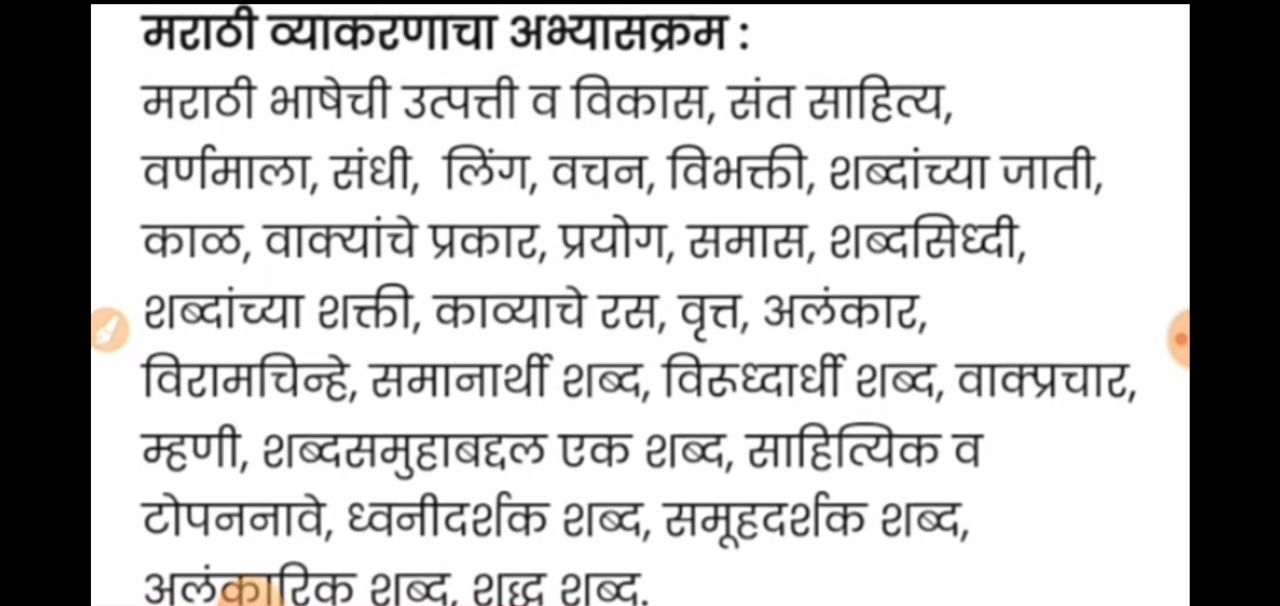 मराठी व्याकरणाचा अभ्यासक्रम :
मराठी भाषेची उत्पत्ती व विकास, संत साहित्य,
वर्णमाला, संधी, लिंग, वचन, विभक्ती, शब्दांच्या जाती,
काळ, वाक्यांचे प्रकार, प्रयोग, समास, शब्दसिध्दी,
शब्दांच्या शक्ती, काव्याचे रस, वृत्त, अलंकार,
विरामचिन्हे, समानार्थी शब्द, विरूध्दार्धी शब्द, वाक्प्रचार,
म्हणी, शब्दसमुहाबद्दल एक शब्द, साहित्यिक व
टोपननावे, ध्वनीदर्शक शब्द, समूहदर्शक शब्द,
अलंकारिक शब्द, शुद्ध शब्द.